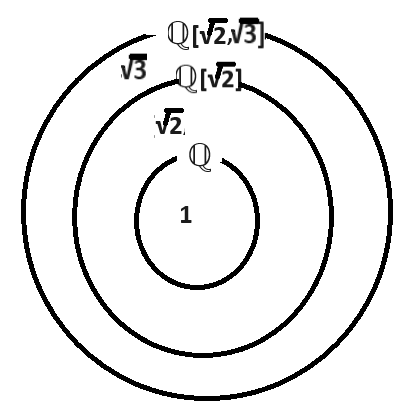 ℚ[√2,√3]
√3
ℚ[√2]
√2
ℚ
1